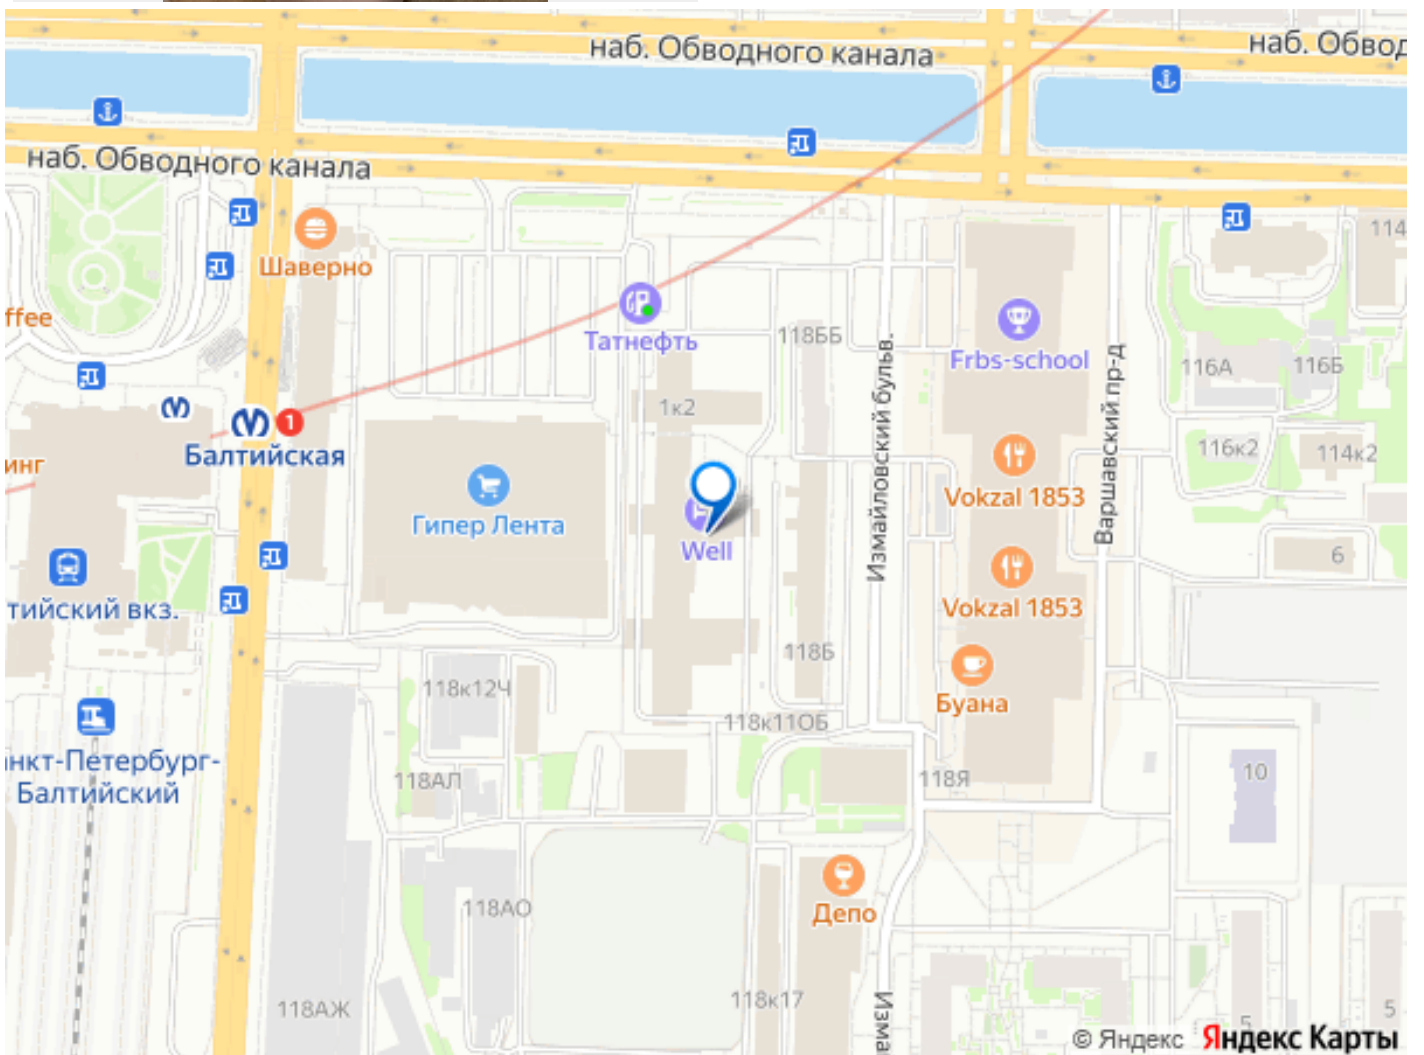 наб. Обводного канала
наб. Обвод
наб. Обводного канала
Шаверно
ffee
Татнефть
118ББ
114
Frbs-school
116А
116Б
1к2
Балтийская
1
инг
Гипер Лента
Well
Измайловский бульв.
Варшавский пр-д
Vokzal 1853
116к2
114к2
6
тийский вкз.
Vokzal 1853
118Б
118к12Ч
Буана
118к11ОБ
нкт-Петербург-
Балтийский
118АЛ
118Я
10
Депо
118АО
118к17
118АЖ
Изма
5
5
© Яндекс Яндекс Карты